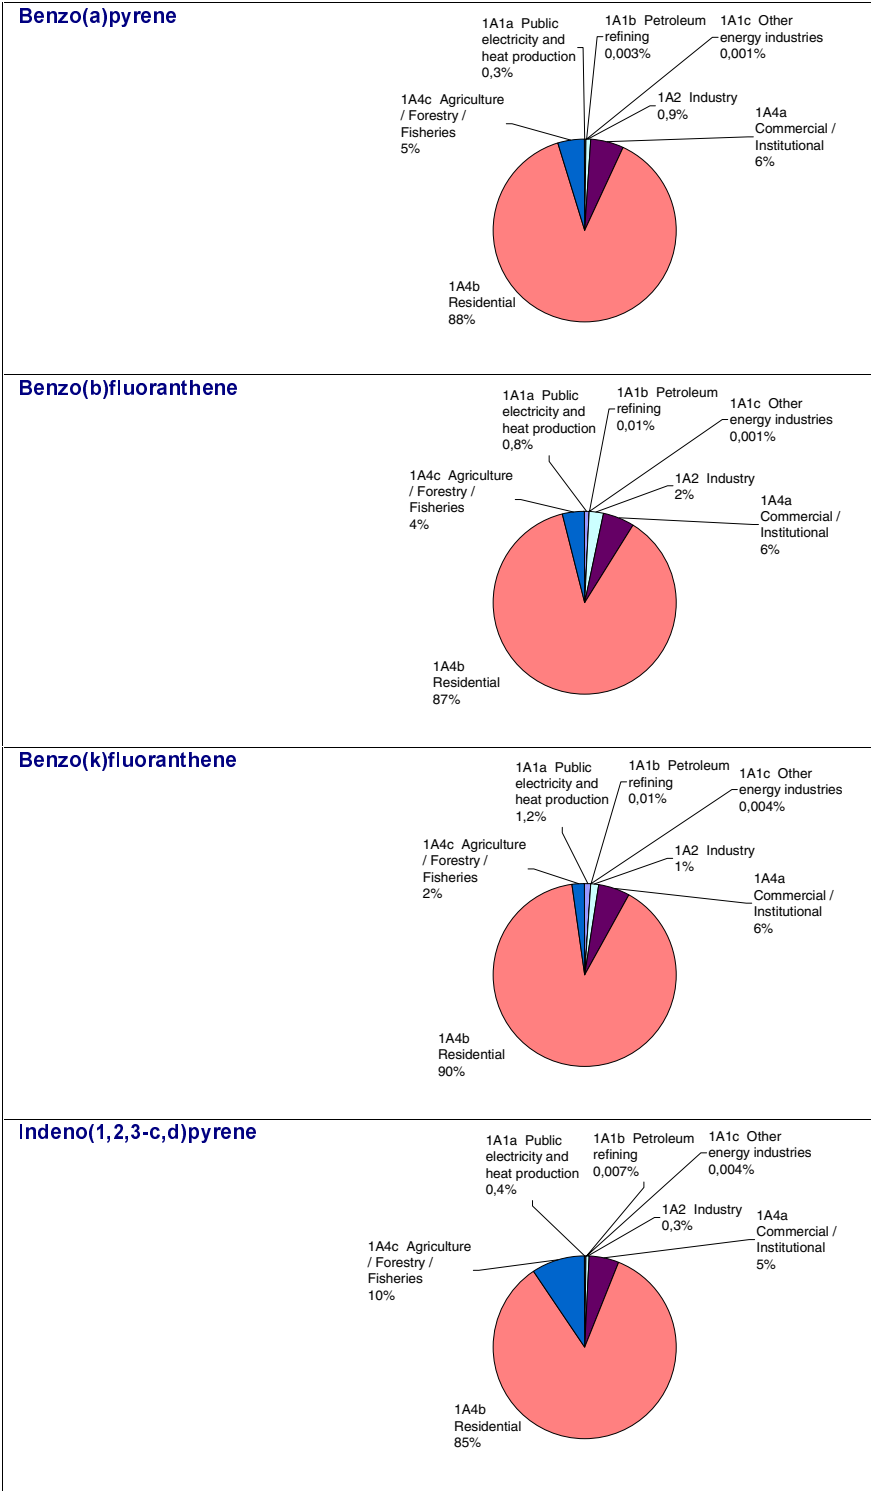 Benzo(a)pyrene
1A1a Public
electricity and
heat production
0,3%
1A1b Petroleum
refining
0,003%
1A1c Other
energy industries
0,001%
1A4c Agriculture
/ Forestry /
Fisheries
5%
1A2 Industry
0,9%
1A4a
Commercial /
Institutional
6%
1A4b
Residential
88%
Benzo(b)fluoranthene
1A1a Public
electricity and
heat production
0,8%
1A1b Petroleum
refining
0,01%
1A1c Other
energy industries
0,001%
1A4c Agriculture
/ Forestry /
Fisheries
4%
1A2 Industry
2%
1A4a
Commercial /
Institutional
6%
1A4b
Residential
87%
Benzo(k)fluoranthene
1A1a Public
electricity and
heat production
1,2%
1A1b Petroleum
refining
0,01%
1A1c Other
energy industries
0,004%
1A4c Agriculture
/ Forestry /
Fisheries
2%
1A2 Industry
1%
1A4a
Commercial /
Institutional
6%
1A4b
Residential
90%
Indeno(1,2,3-c,d)pyrene
1A1a Public
electricity and
heat production
0,4%
1A1b Petroleum
refining
0,007%
1A1c Other
energy industries
0,004%
1A4c Agriculture
/ Forestry /
Fisheries
10%
1A2 Industry
0,3%
1A4a
Commercial /
Institutional
5%
1A4b
Residential
85%